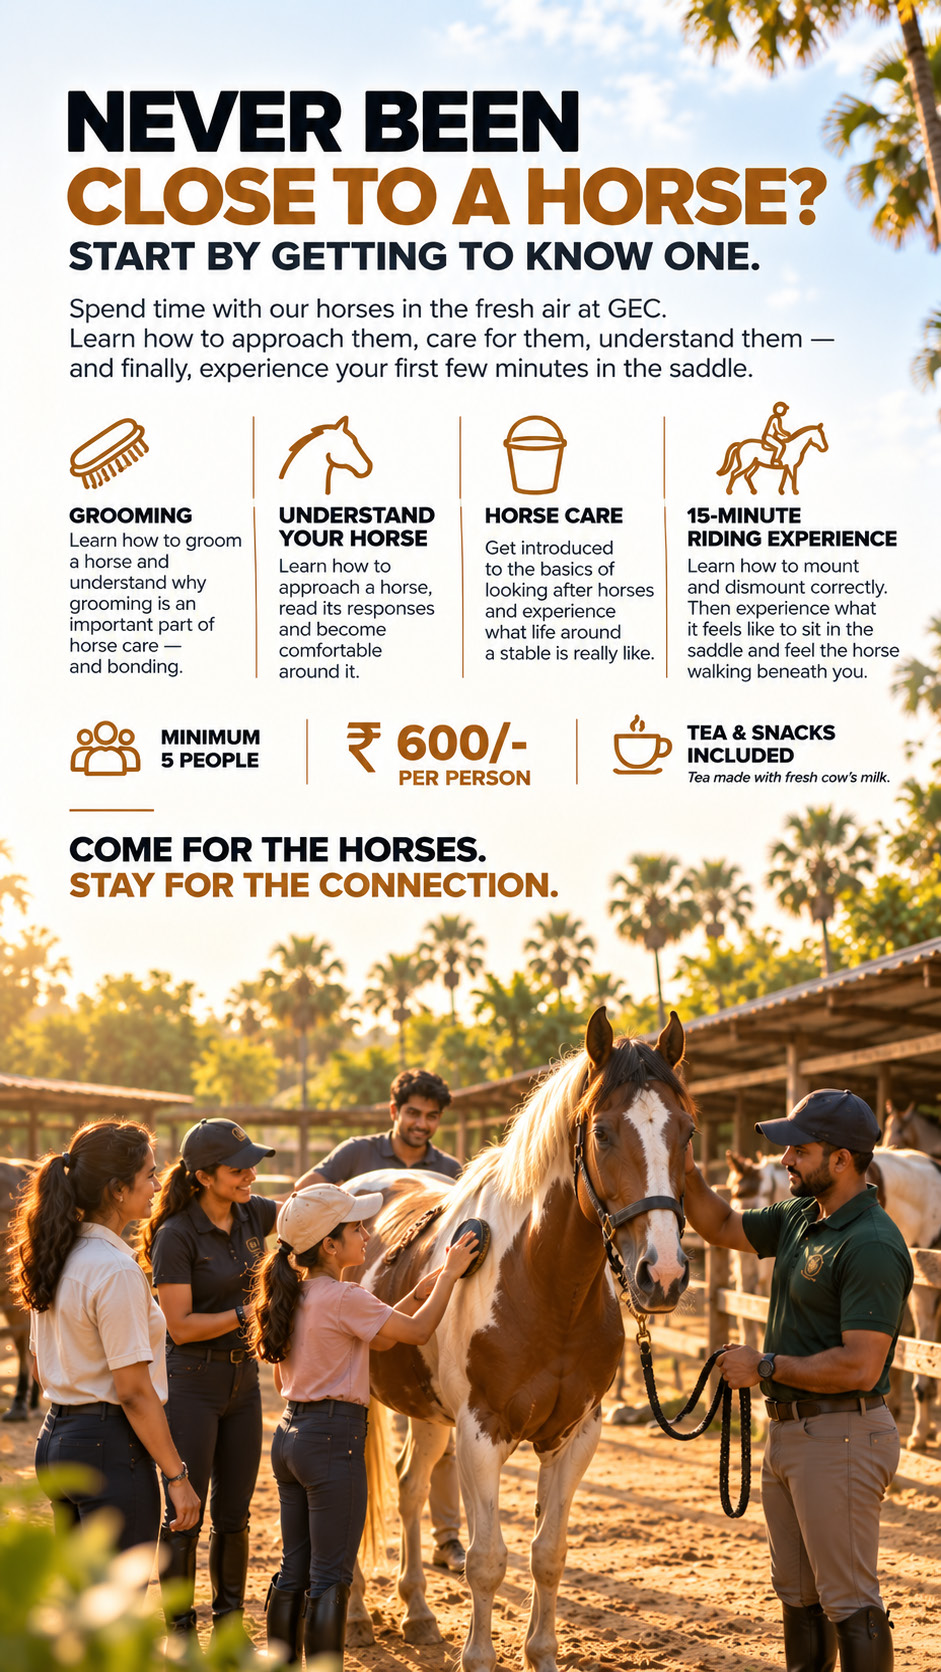 NEVER BEEN
CLOSE TO A HORSE?
START BY GETTING TO KNOW ONE.
Spend time with our horses in the fresh air at GEC.
Learn how to approach them, care for them, understand them —
and finally, experience your first few minutes in the saddle.
GROOMING
Learn how to groom
a horse and
understand why
grooming is an
important part of
horse care —
and bonding.
UNDERSTAND
YOUR HORSE
Learn how to
approach a horse,
read its responses
and become
comfortable
around it.
HORSE CARE
Get introduced
to the basics of
looking after horses
and experience
what life around
a stable is really like.
15-MINUTE
RIDING EXPERIENCE
Learn how to mount
and dismount correctly.
Then experience what
it feels like to sit in the
saddle and feel the horse
walking beneath you.
MINIMUM
5 PEOPLE
₹ 600/-
PER PERSON
TEA & SNACKS
INCLUDED
Tea made with fresh cow's milk.
COME FOR THE HORSES.
STAY FOR THE CONNECTION.